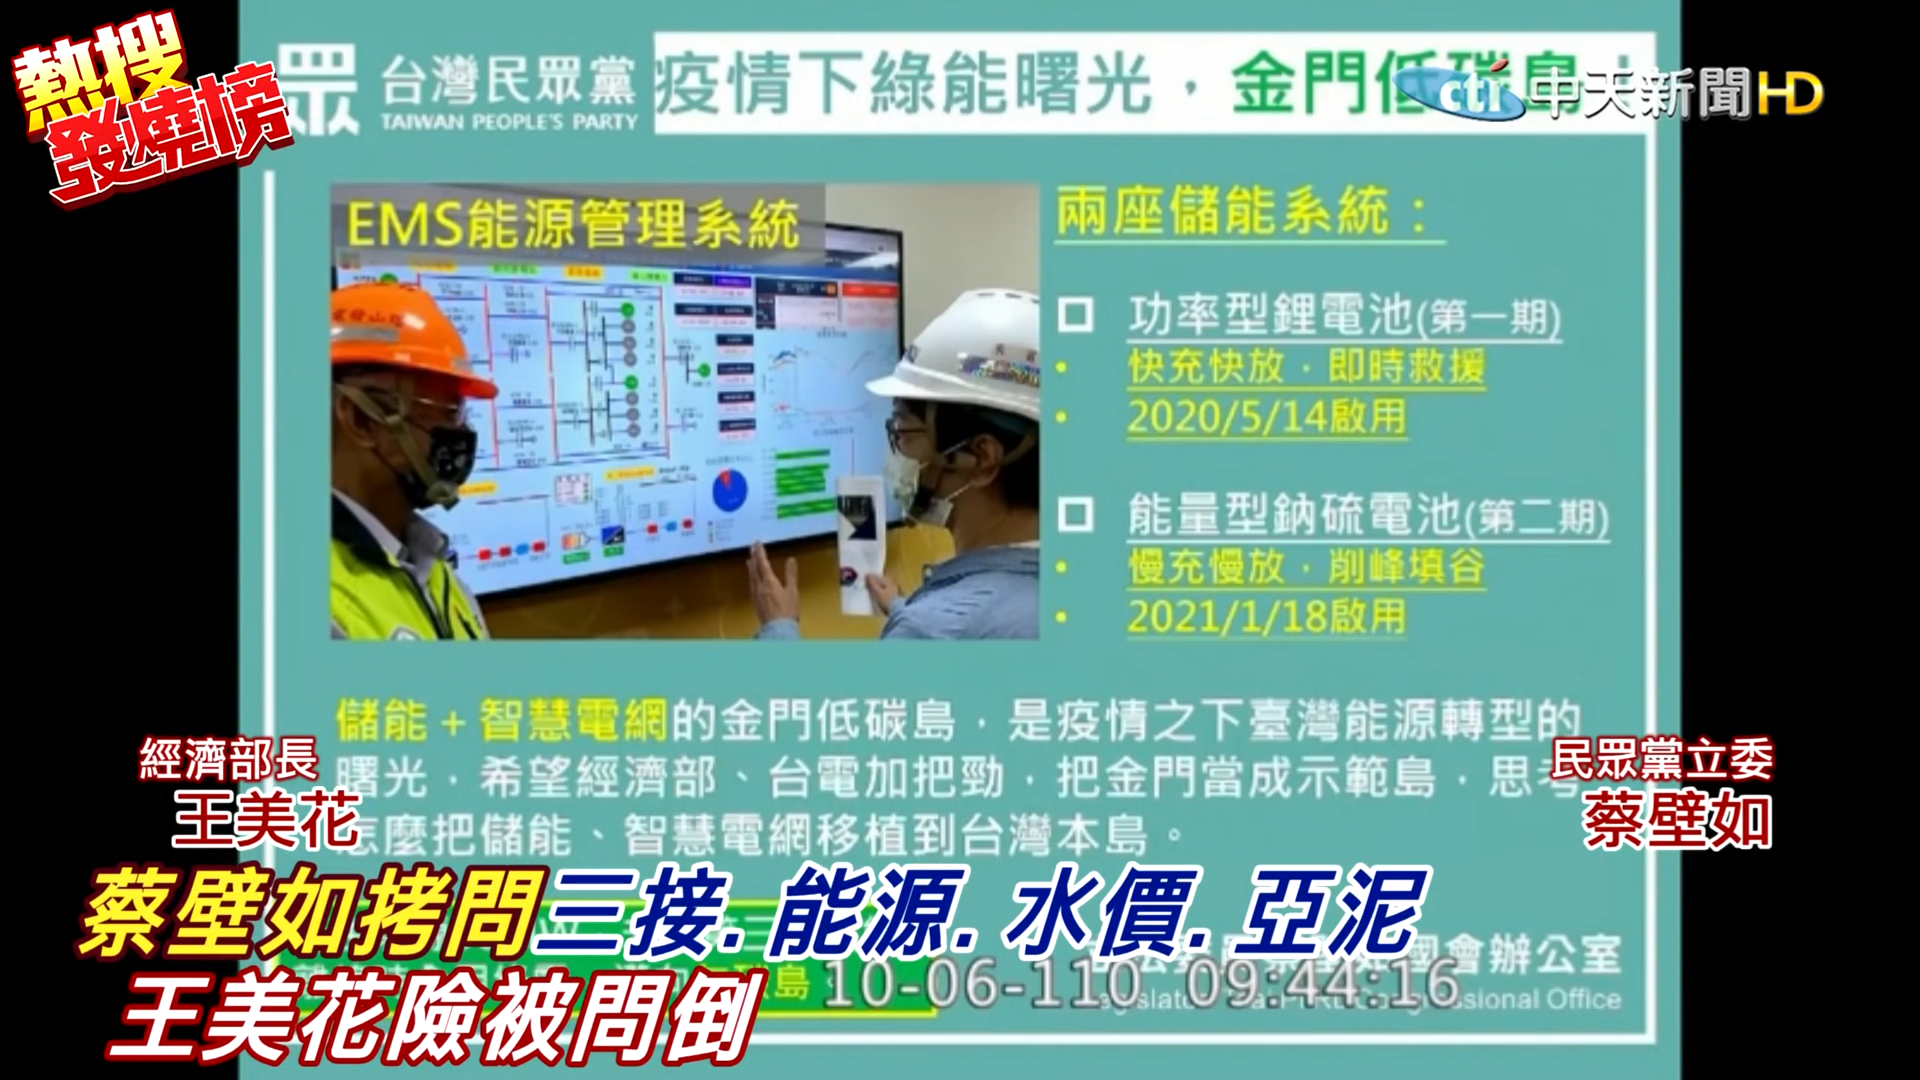 熱搜
發燒榜
眾 台灣民眾黨
TAIWAN PEOPLE'S PARTY
疫情下綠能曙光，金門低碳島！
cti 中天新聞HD
EMS能源管理系統
兩座儲能系統：
功率型鋰電池(第一期)
• 快充快放，即時救援
• 2020/5/14啟用
能量型鈉硫電池(第二期)
• 慢充慢放，削峰填谷
• 2021/1/18啟用
儲能+智慧電網的金門低碳島，是疫情之下臺灣能源轉型的
曙光，希望經濟部、台電加把勁，把金門當成示範島，思考
怎麼把儲能、智慧電網移植到台灣本島。
經濟部長
王美花
民眾黨立委
蔡壁如
蔡壁如拷問三接.能源.水價.亞泥
王美花險被問倒
國會辦公室
Congressional Office
10-06-110 09:44:16